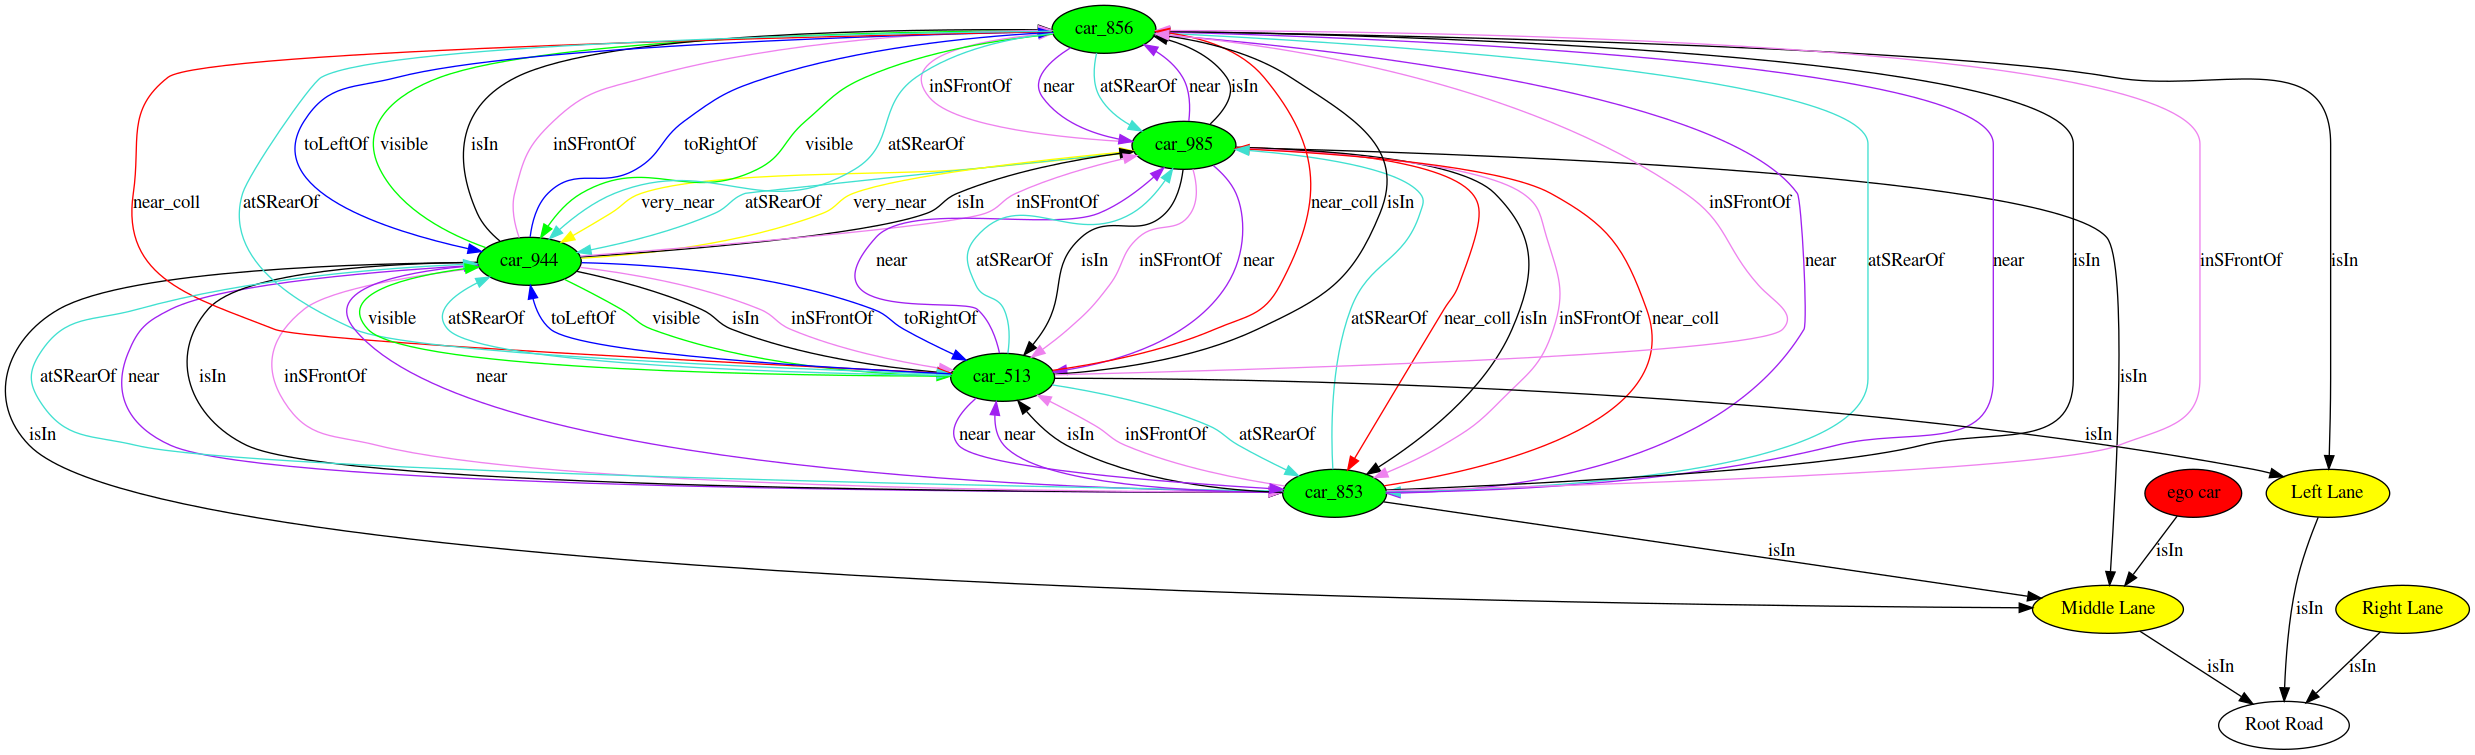 car_856
inSFrontOf near atSRearOf near isIn
car_985
toLeftOf visible isIn inSFrontOf toRightOf visible atSRearOf
near_coll atSRearOf very_near atSRearOf very_near isIn inSFrontOf inSFrontOf near_coll isIn
car_944
near atSRearOf isIn inSFrontOf near near atSRearOf near isIn inSFrontOf isIn
visible atSRearOf toLeftOf visible isIn inSFrontOf toRightOf atSRearOf near_coll isIn inSFrontOf near_coll
car_513
atSRearOf near isIn inSFrontOf near isIn
isIn near near isIn inSFrontOf atSRearOf isIn
car_853
ego car
Left Lane
isIn isIn
Middle Lane
isIn
Right Lane
isIn isIn
Root Road